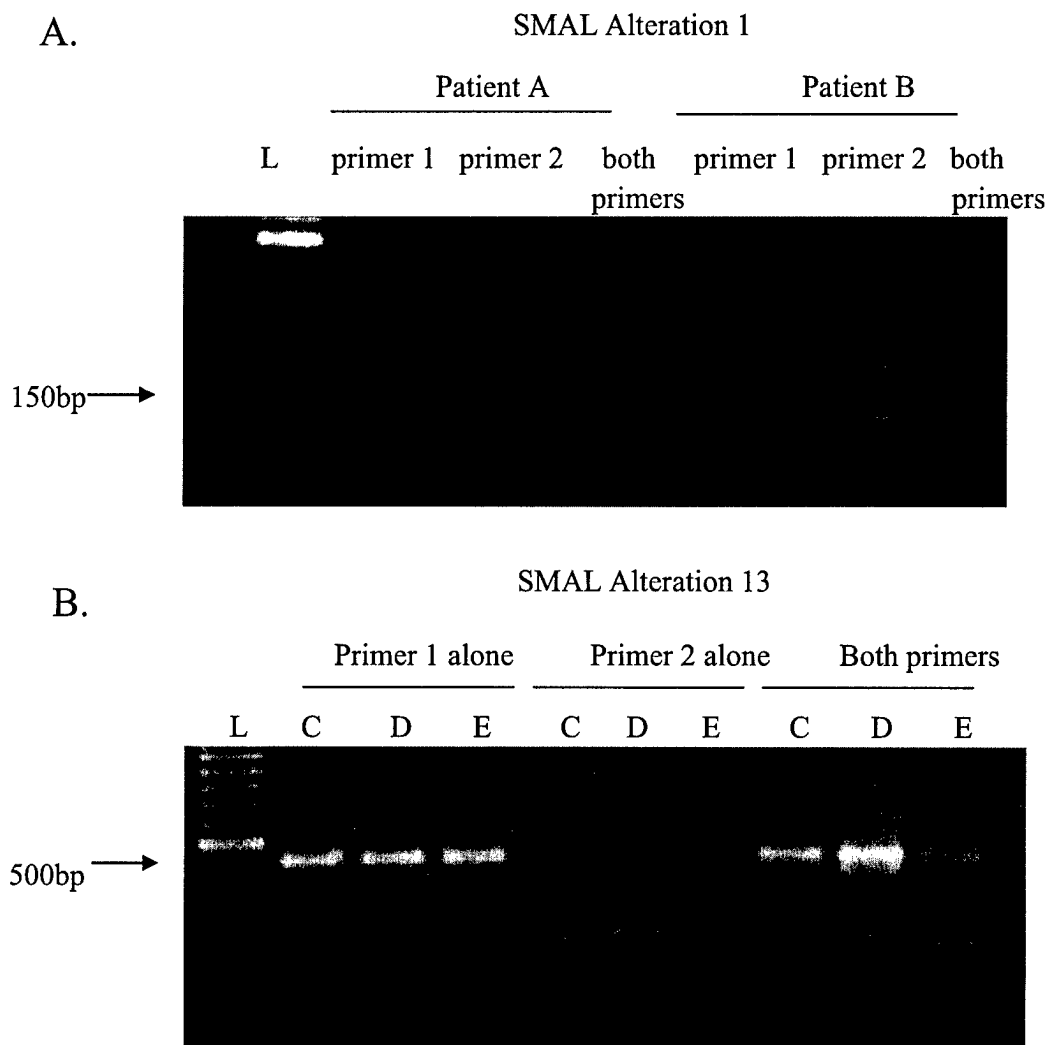 A.
SMAL Alteration 1
Patient A
Patient B
L
primer 1
primer 2
both
primers
primer 1
primer 2
both
primers
150bp
B.
SMAL Alteration 13
Primer 1 alone
Primer 2 alone
Both primers
L
C
D
E
C
D
E
C
D
E
500bp